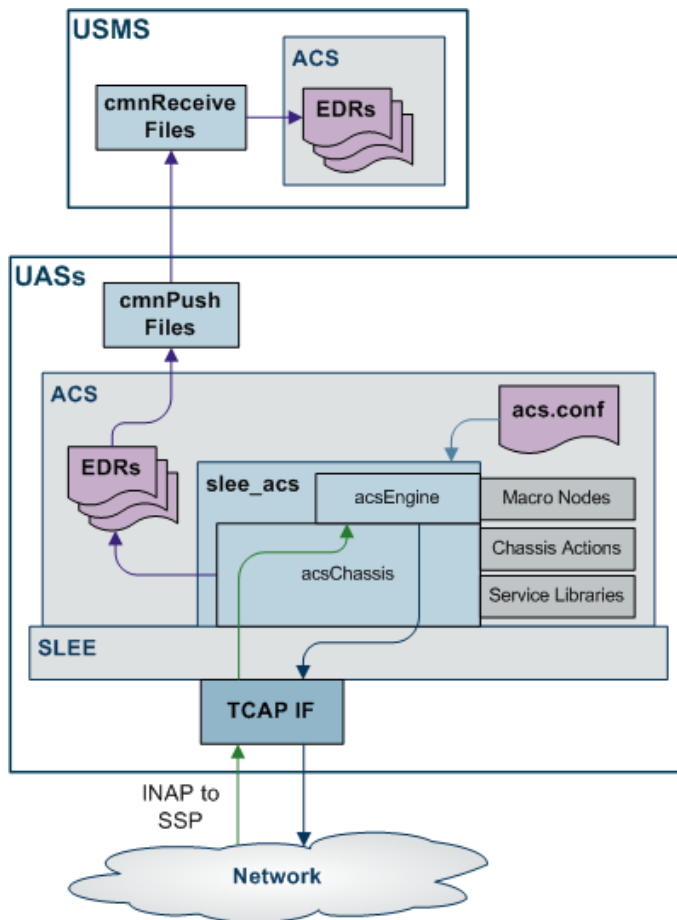 USMS
ACS
cmnReceive
Files
EDRs
UASs
cmnPush
Files
ACS
acs.conf
EDRs
slee_acs
acsEngine
Macro Nodes
acsChassis
Chassis Actions
Service Libraries
SLEE
TCAP IF
INAP to
SSP
Network